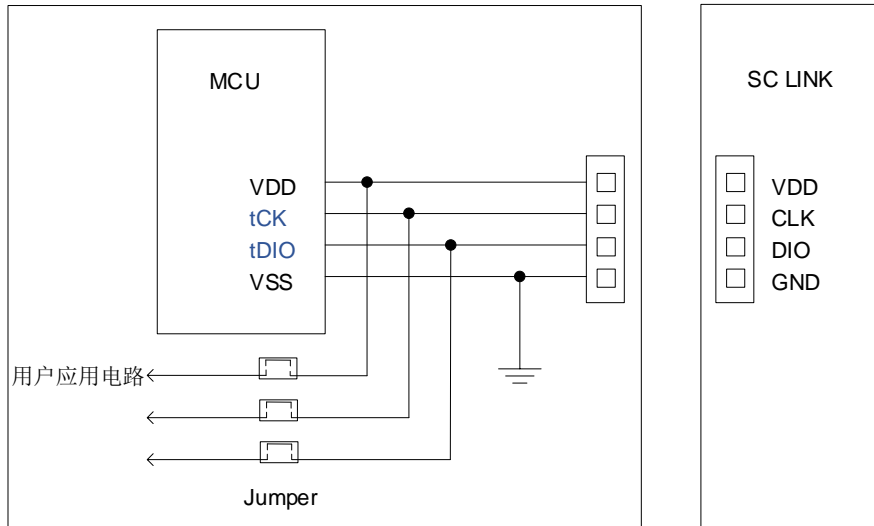 MCU
SC LINK
VDD
tCK
tDIO
VSS
VDD
CLK
DIO
GND
用户应用电路
Jumper